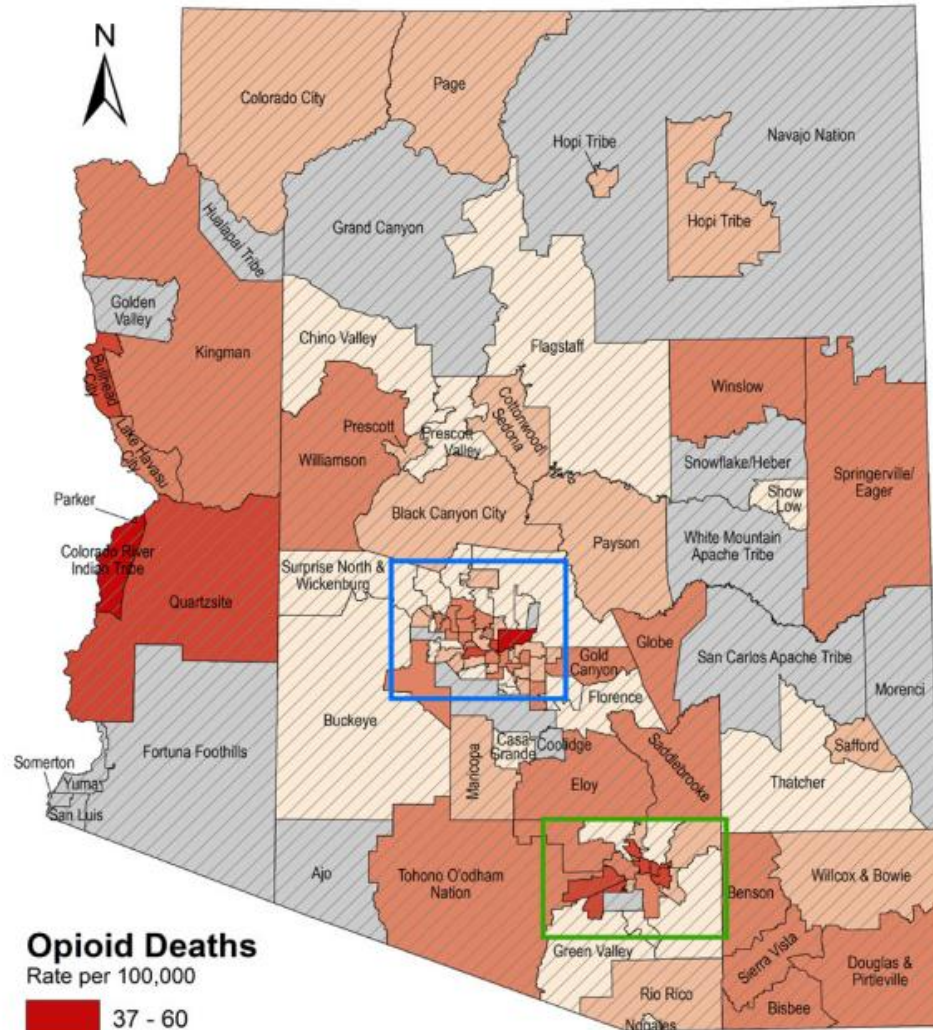 N
Colorado City
Page
Hopi Tribe
Navajo Nation
Hopi Tribe
Hualapai Tribe
Grand Canyon
Golden
Valley
Kingman
Chino Valley
Flagstaff
Bullhead
City
Winslow
Lake Havasu
City
Prescott
Williamson
Prescott
Valley
Cottonwood/
Sedona
Snowflake/Heber
Show
Low
Springerville/
Eager
Parker
Colorado River
Indian Tribe
Quartzsite
Black Canyon City
Payson
White Mountain
Apache Tribe
Surprise North &
Wickenburg
Globe
Gold
Canyon
San Carlos Apache Tribe
Morenci
Florence
Buckeye
Fortuna Foothills
Maricopa
Casa
Grande
Coolidge
Saddlebrooke
Safford
Thatcher
Somerton
Yuma
San Luis
Eloy
Ajo
Tohono O'odham
Nation
Benson
Willcox & Bowie
Green Valley
Sierra Vista
Douglas &
Pirtleville
Rio Rico
Bisbee
Nogales
Opioid Deaths
Rate per 100,000
37 - 60